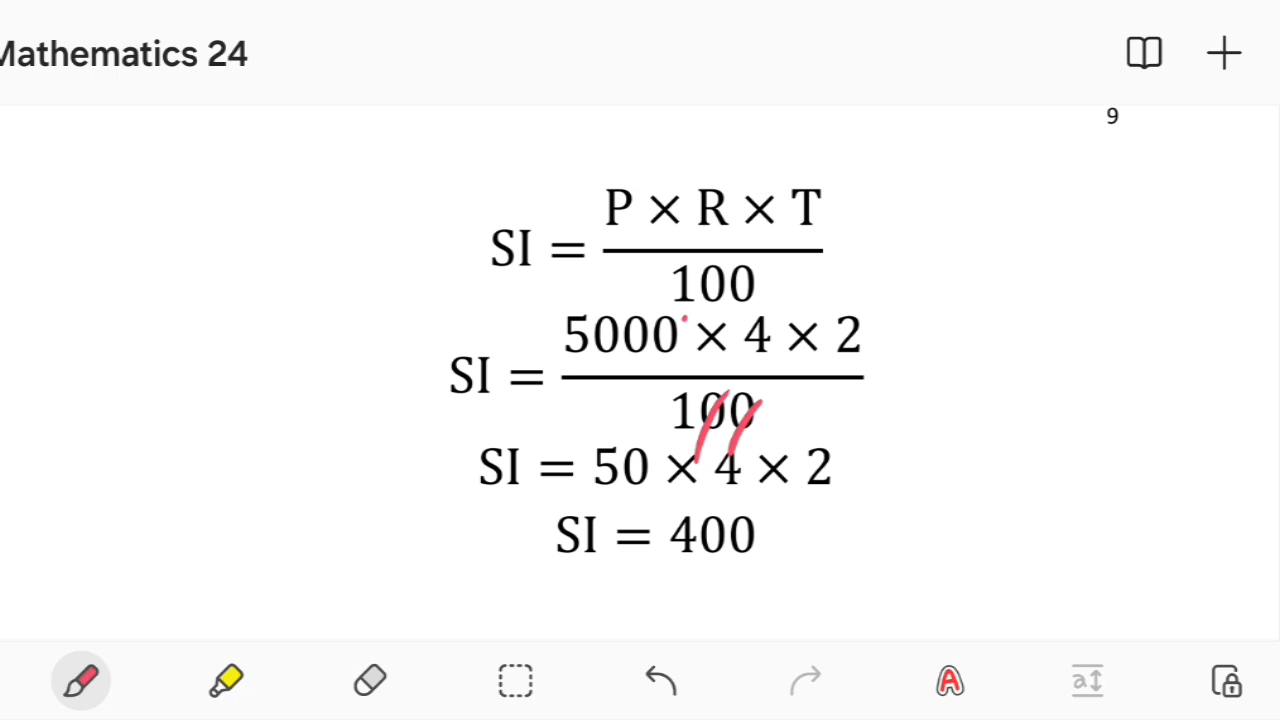 Mathematics 24
9
SI = P × R × T / 100
SI = 5000 × 4 × 2 / 100
SI = 50 × 4 × 2
SI = 400
A
a